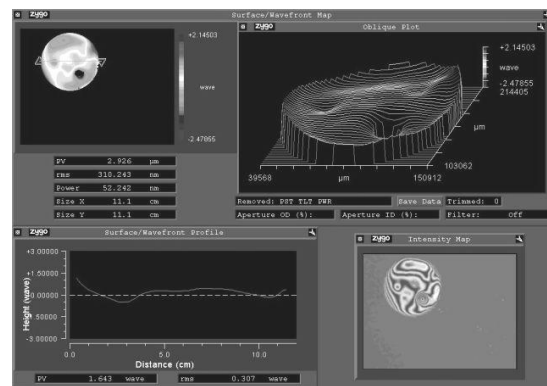 zygo Surface/Wavefront Map
+2.14503
wave
-2.47855
PV 2.926 µm
rms 318.243 nm
Power 52.242 nm
Size X 11.1 cm
Size Y 11.1 cm
zygo Oblique Plot
+2.14503
wave
-2.47855
214405
µm
103062
39568 µm 150912
Removed: PST TLT PWR Save Data Trimmed: 0
Aperture OD (%): Aperture ID (%): Filter: Off
zygo Surface/Wavefront Profile
+3.00000
+1.50000
0.00000
-1.50000
-3.00000
Height (wave)
0.0 5.0 10.0
Distance (cm)
PV 1.643 wave rms 0.307 wave
zygo Intensity Map